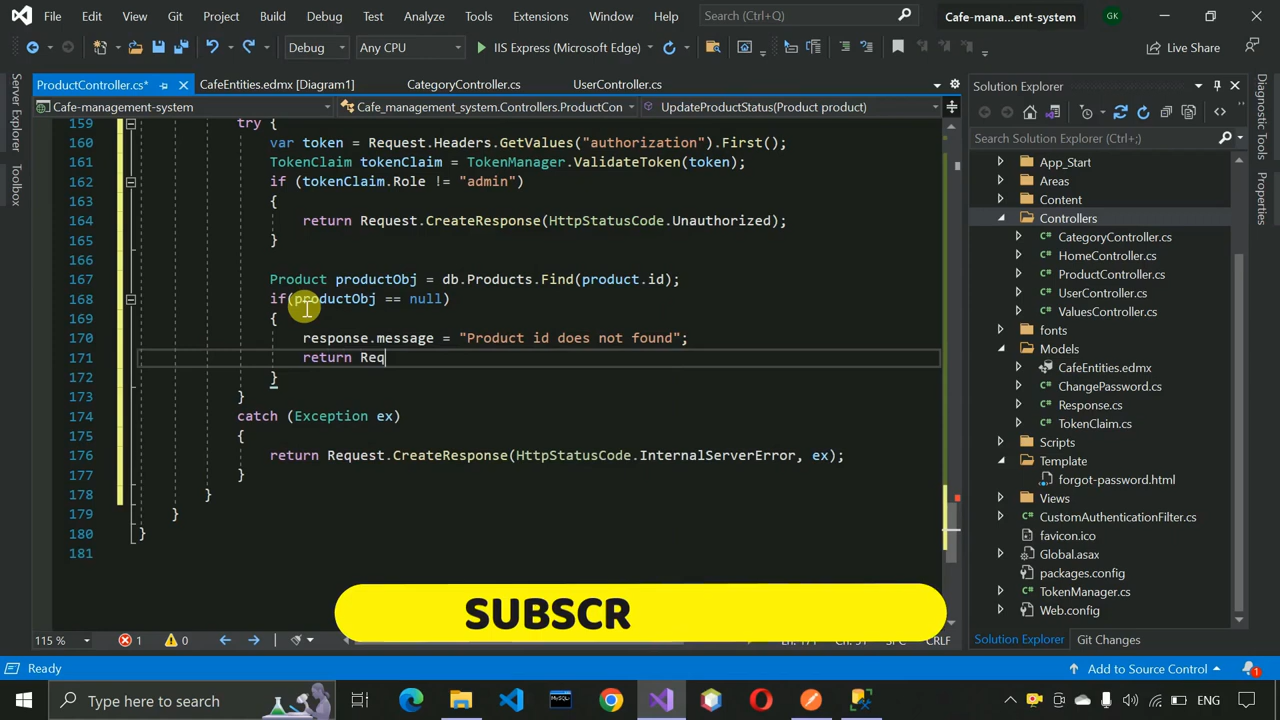 File Edit View Git Project Build Debug Test Analyze Tools Extensions Window Help Search (Ctrl+Q) Cafe-mana...ent-system GK
Debug Any CPU IIS Express (Microsoft Edge) Live Share
ProductController.cs* CafeEntities.edmx [Diagram1] CategoryController.cs UserController.cs
Cafe-management-system Cafe_management_system.Controllers.ProductCon UpdateProductStatus(Product product)
Server Explorer
Toolbox
159 try {
160 var token = Request.Headers.GetValues("authorization").First();
161 TokenClaim tokenClaim = TokenManager.ValidateToken(token);
162 if (tokenClaim.Role != "admin")
163 {
164 return Request.CreateResponse(HttpStatusCode.Unauthorized);
165 }
166
167 Product productObj = db.Products.Find(product.id);
168 if(productObj == null)
169 {
170 response.message = "Product id does not found";
171 return Req
172 }
173 }
174 catch (Exception ex)
175 {
176 return Request.CreateResponse(HttpStatusCode.InternalServerError, ex);
177 }
178 }
179 }
180 }
181
SUBSCR
115 % 1 0 CRLF
Solution Explorer
Search Solution Explorer (Ctrl+;)
App_Start
Areas
Content
Controllers
CategoryController.cs
HomeController.cs
ProductController.cs
UserController.cs
ValuesController.cs
fonts
Models
CafeEntities.edmx
ChangePassword.cs
Response.cs
TokenClaim.cs
Scripts
Template
forgot-password.html
Views
CustomAuthenticationFilter.cs
favicon.ico
Global.asax
packages.config
TokenManager.cs
Web.config
Solution Explorer Git Changes
Diagnostic Tools
Properties
Ready Add to Source Control 1
Type here to search MySQL ENG